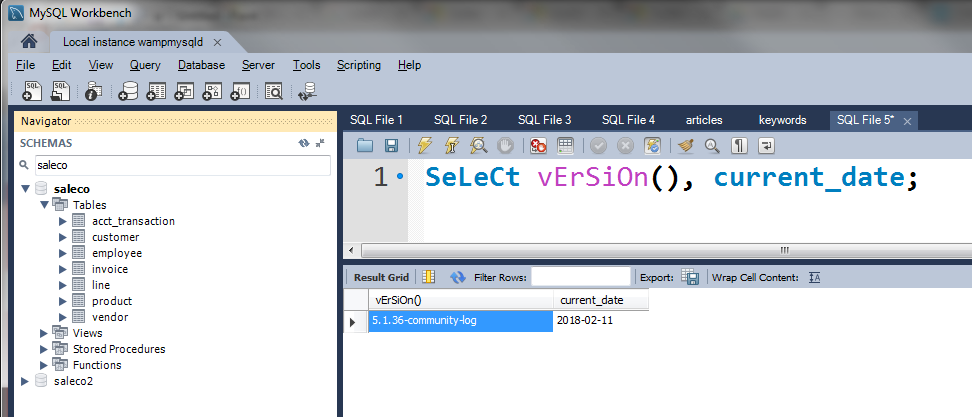 MySQL Workbench
Local instance wampmysqld
File Edit View Query Database Server Tools Scripting Help
SQL SQL
Navigator
SCHEMAS
saleco
saleco
Tables
acct_transaction
customer
employee
invoice
line
product
vendor
Views
Stored Procedures
Functions
saleco2
SQL File 1 SQL File 2 SQL File 3 SQL File 4 articles keywords SQL File 5*
1 SeLeCt vErSiOn(), current_date;
Result Grid Filter Rows: Export: Wrap Cell Content:
vErSiOn() current_date
5.1.36-community-log 2018-02-11